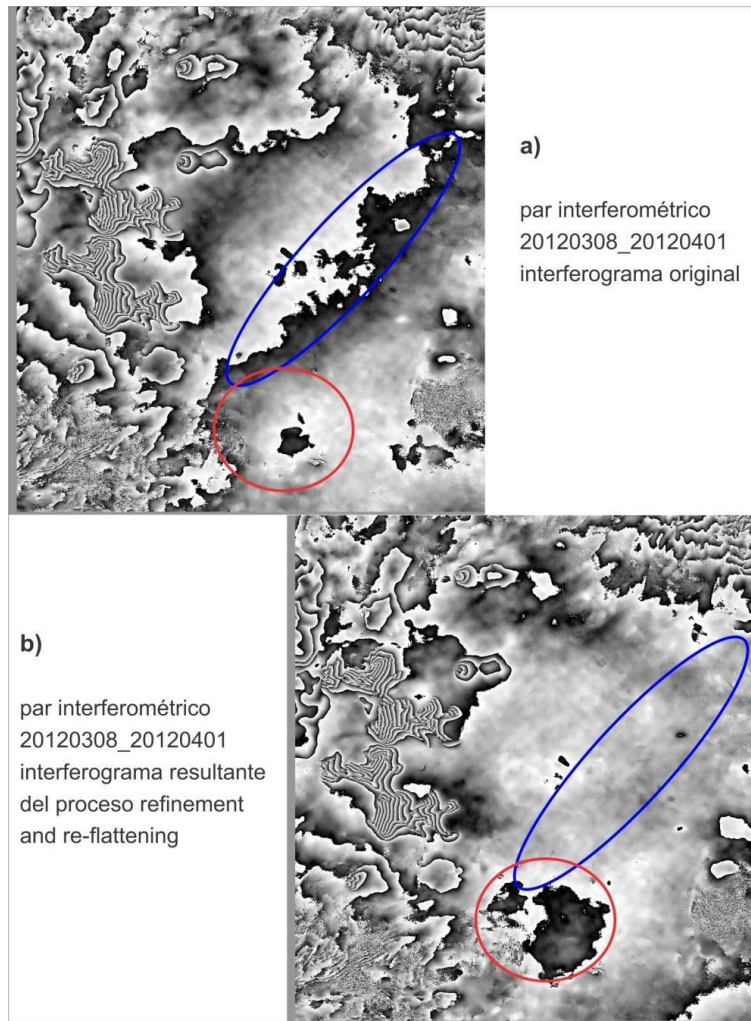 a)
par interferométrico
20120308_20120401
interferograma original
b)
par interferométrico
20120308_20120401
interferograma resultante
del proceso refinement
and re-flattening